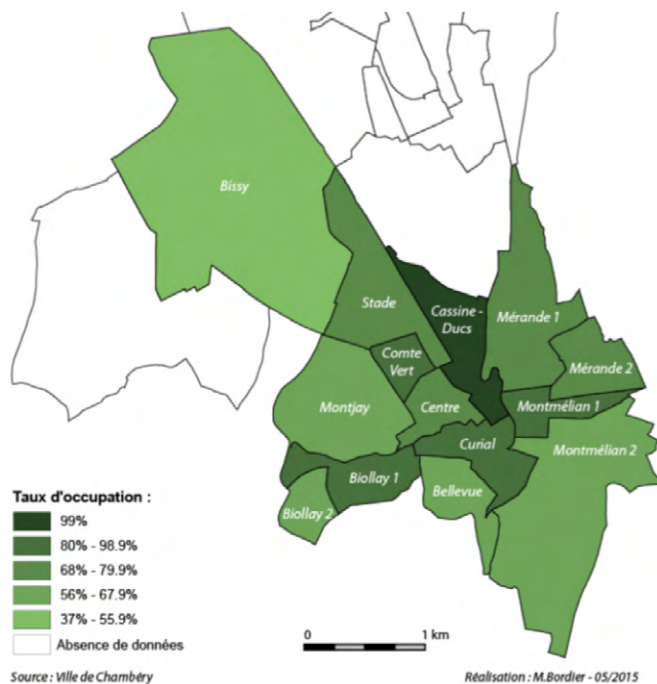 Bissy
Stade
Cassine -
Ducs
Mérande 1
Comte
Vert
Mérande 2
Montjay
Centre
Montmélian 1
Curial
Montmélian 2
Biollay 1
Bellevue
Biollay 2
Taux d'occupation :
99%
80% - 98.9%
68% - 79.9%
56% - 67.9%
37% - 55.9%
Absence de données
0 1 km
Source : Ville de Chambéry
Réalisation : M.Bordier - 05/2015